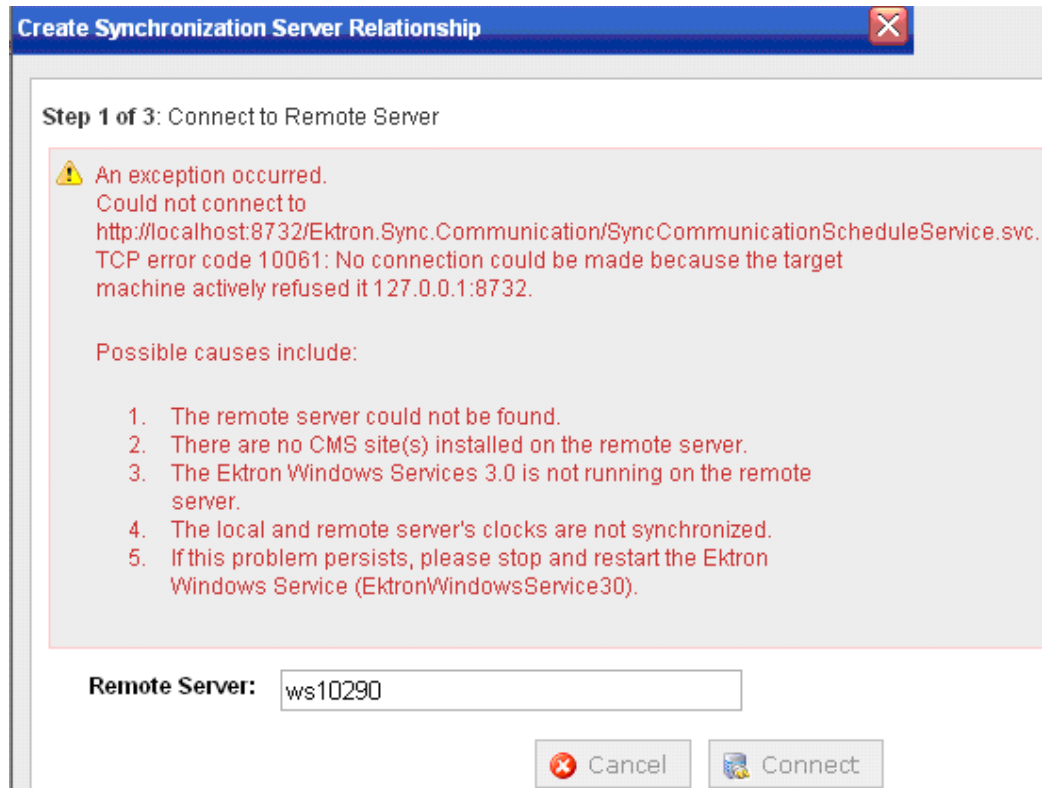 Create Synchronization Server Relationship
Step 1 of 3: Connect to Remote Server
An exception occurred.
Could not connect to
http://localhost:8732/Ektron.Sync.Communication/SyncCommunicationScheduleService.svc.
TCP error code 10061: No connection could be made because the target
machine actively refused it 127.0.0.1:8732.
Possible causes include:
1. The remote server could not be found.
2. There are no CMS site(s) installed on the remote server.
3. The Ektron Windows Services 3.0 is not running on the remote
server.
4. The local and remote server's clocks are not synchronized.
5. If this problem persists, please stop and restart the Ektron
Windows Service (EktronWindowsService30).
Remote Server: ws10290
Cancel Connect